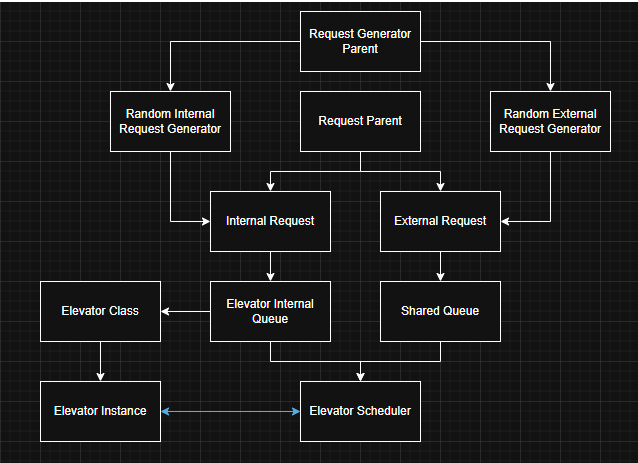 Request Generator
Parent
Random Internal
Request Generator
Request Parent
Random External
Request Generator
Internal Request
External Request
Elevator Class
Elevator Internal
Queue
Shared Queue
Elevator Instance
Elevator Scheduler